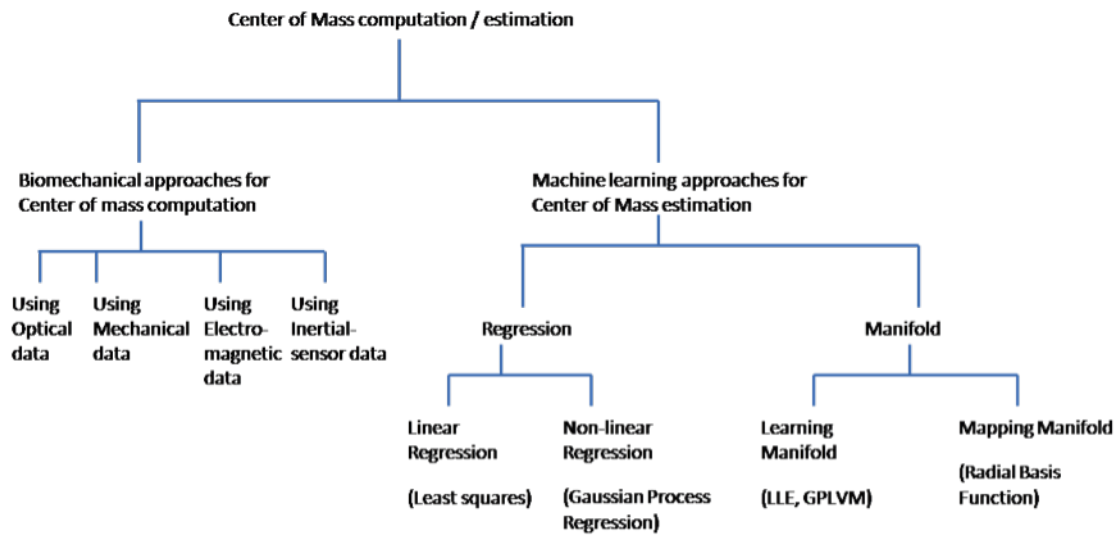 Center of Mass computation / estimation
Biomechanical approaches for
Center of mass computation
Machine learning approaches for
Center of Mass estimation
Using
Optical
data
Using
Mechanical
data
Using
Electro-
magnetic
data
Using
Inertial-
sensor data
Regression
Manifold
Linear
Regression
(Least squares)
Non-linear
Regression
(Gaussian Process
Regression)
Learning
Manifold
(LLE, GPLVM)
Mapping Manifold
(Radial Basis
Function)